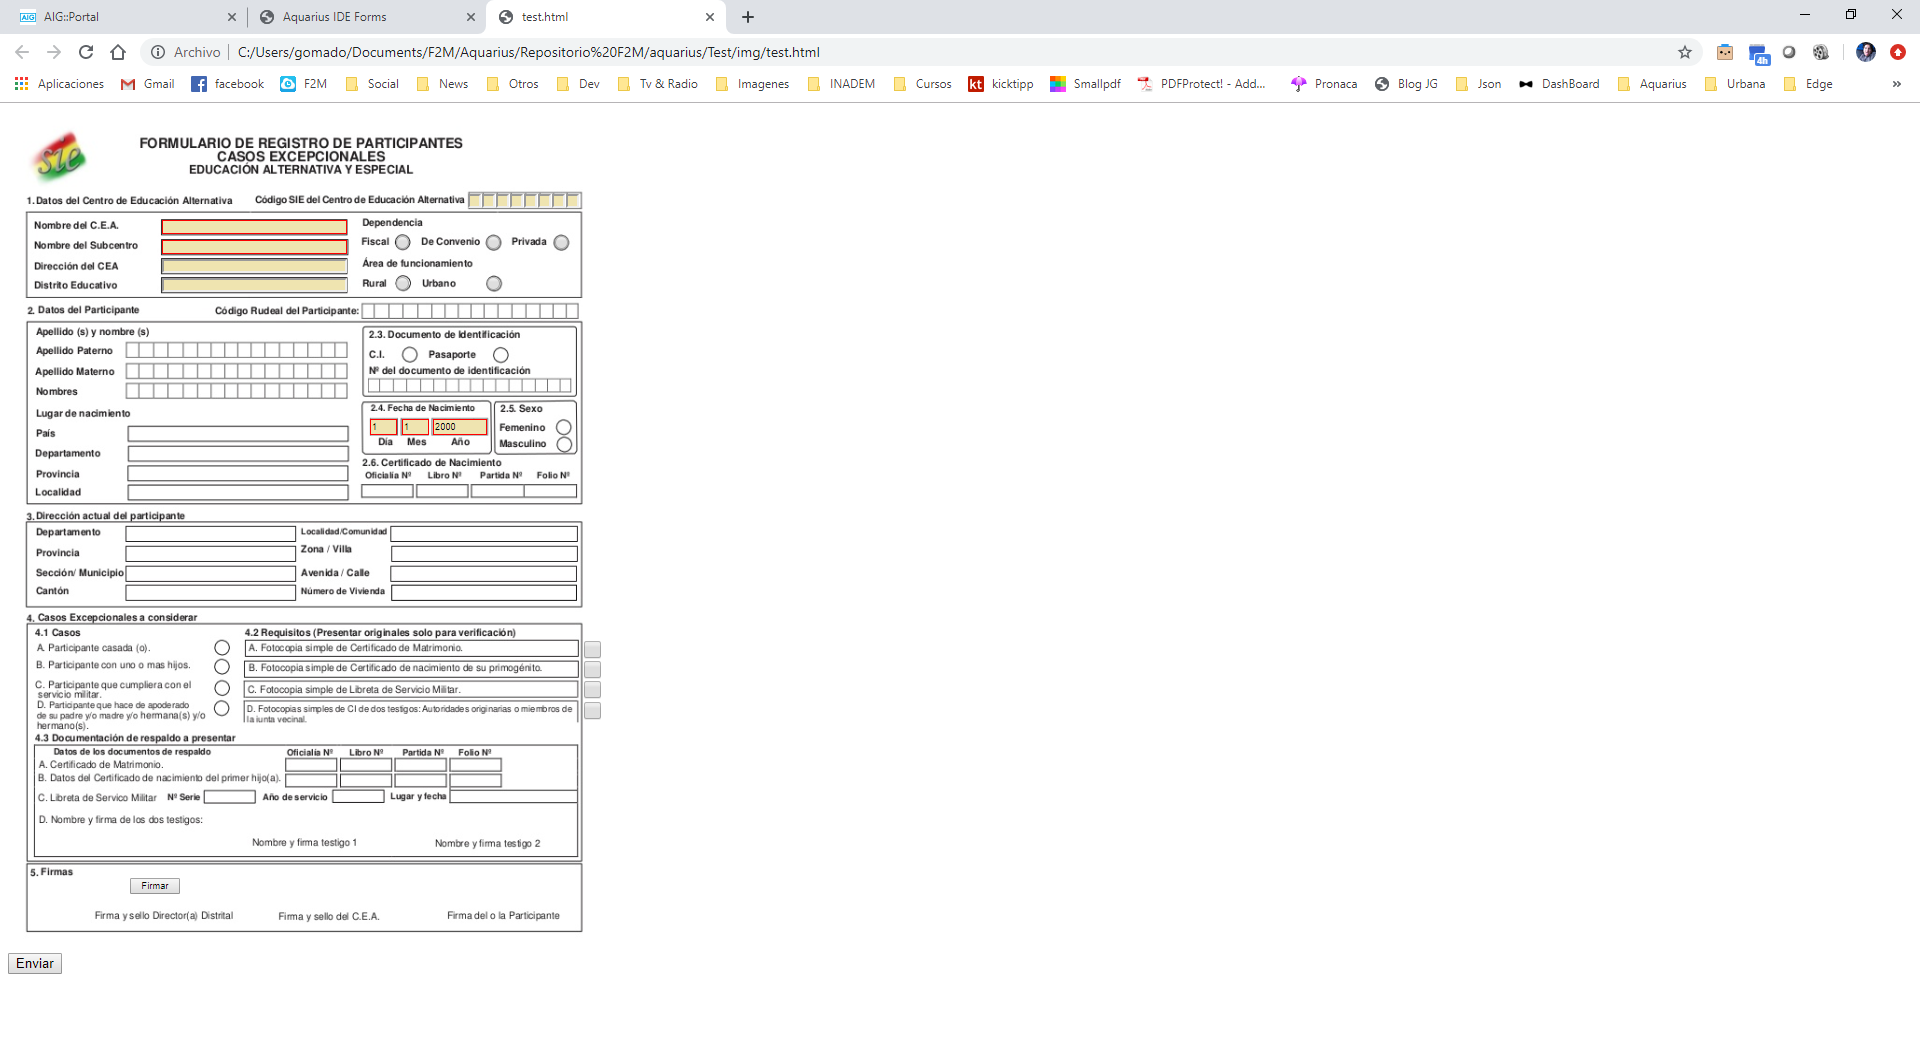 AIG::Portal
Aquarius IDE Forms
test.html
Archivo C:/Users/gomado/Documents/F2M/Aquarius/Repositorio%20F2M/aquarius/Test/img/test.html
4h
Aplicaciones Gmail facebook F2M Social News Otros Dev Tv & Radio Imagenes INADEM Cursos kt kicktipp Smallpdf PDFProtect! - Add... Pronaca Blog JG Json DashBoard Aquarius Urbana Edge »
SIE
FORMULARIO DE REGISTRO DE PARTICIPANTES
CASOS EXCEPCIONALES
EDUCACIÓN ALTERNATIVA Y ESPECIAL
1. Datos del Centro de Educación Alternativa Código SIE del Centro de Educación Alternativa
Nombre del C.E.A. Dependencia
Nombre del Subcentro Fiscal De Convenio Privada
Dirección del CEA Área de funcionamiento
Distrito Educativo Rural Urbano
2. Datos del Participante Código Rudeal del Participante:
Apellido (s) y nombre (s)
Apellido Paterno
Apellido Materno
Nombres
2.3. Documento de Identificación
C.I. Pasaporte
Nº del documento de identificación
Lugar de nacimiento
País
Departamento
Provincia
Localidad
2.4. Fecha de Nacimiento
1 1 2000
Día Mes Año
2.5. Sexo
Femenino
Masculino
2.6. Certificado de Nacimiento
Oficialía Nº Libro Nº Partida Nº Folio Nº
3. Dirección actual del participante
Departamento Localidad/Comunidad
Provincia Zona / Villa
Sección/ Municipio Avenida / Calle
Cantón Número de Vivienda
4. Casos Excepcionales a considerar
4.1 Casos
A. Participante casada (o).
B. Participante con uno o mas hijos.
C. Participante que cumpliera con el
servicio militar.
D. Participante que hace de apoderado
de su padre y/o madre y/o hermana(s) y/o
hermano(s).
4.2 Requisitos (Presentar originales solo para verificación)
A. Fotocopia simple de Certificado de Matrimonio.
B. Fotocopia simple de Certificado de nacimiento de su primogénito.
C. Fotocopia simple de Libreta de Servicio Militar.
D. Fotocopias simples de CI de dos testigos: Autoridades originarias o miembros de
la junta vecinal.
4.3 Documentación de respaldo a presentar
Datos de los documentos de respaldo Oficialía Nº Libro Nº Partida Nº Folio Nº
A. Certificado de Matrimonio.
B. Datos del Certificado de nacimiento del primer hijo(a).
C. Libreta de Servico Militar Nº Serie Año de servicio Lugar y fecha
D. Nombre y firma de los dos testigos:
Nombre y firma testigo 1 Nombre y firma testigo 2
5. Firmas
Firmar
Firma y sello Director(a) Distrital Firma y sello del C.E.A. Firma del o la Participante
Enviar